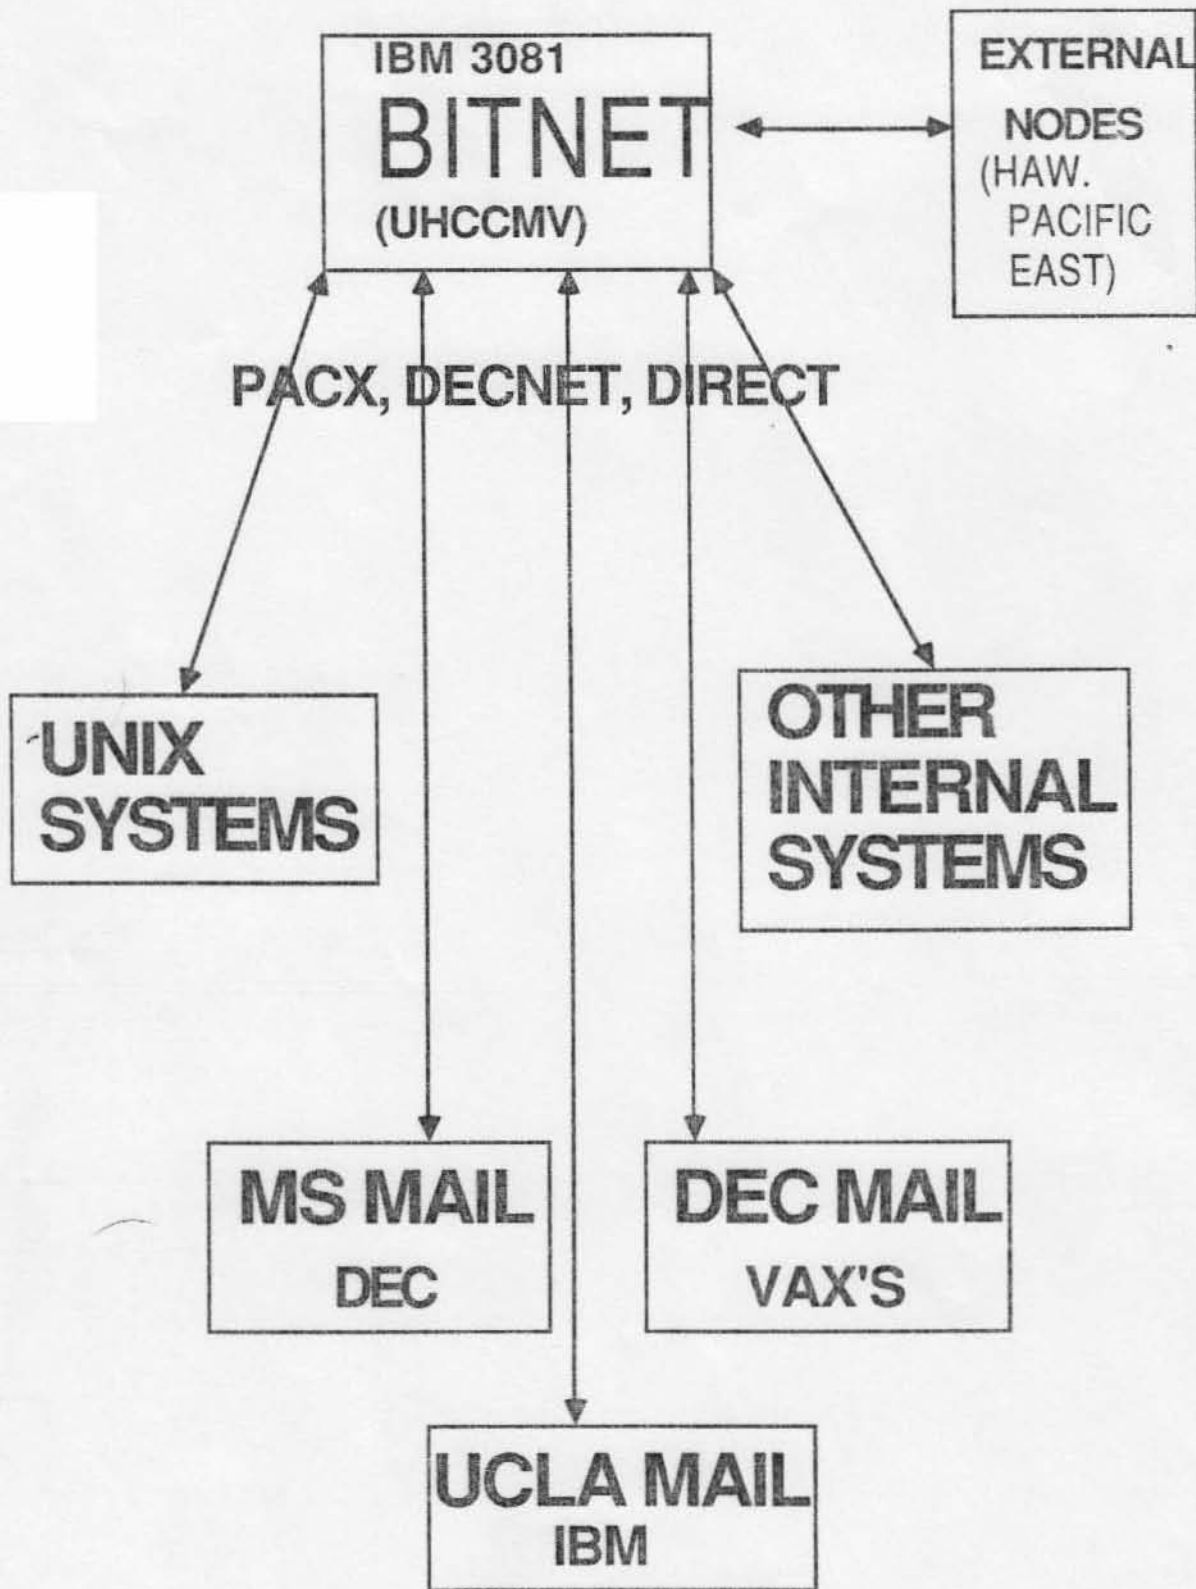 IBM 3081
BITNET
(UHCCMV)
EXTERNAL
NODES
(HAW.
PACIFIC
EAST)
PACX, DECNET, DIRECT
UNIX
SYSTEMS
OTHER
INTERNAL
SYSTEMS
MS MAIL
DEC
DEC MAIL
VAX'S
UCLA MAIL
IBM